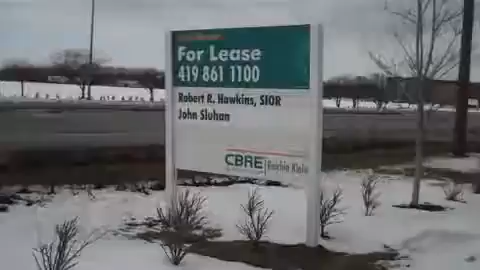 For Lease
419 861 1100
Robert R. Hawkins, SIOR
John Sluhan
CBRE